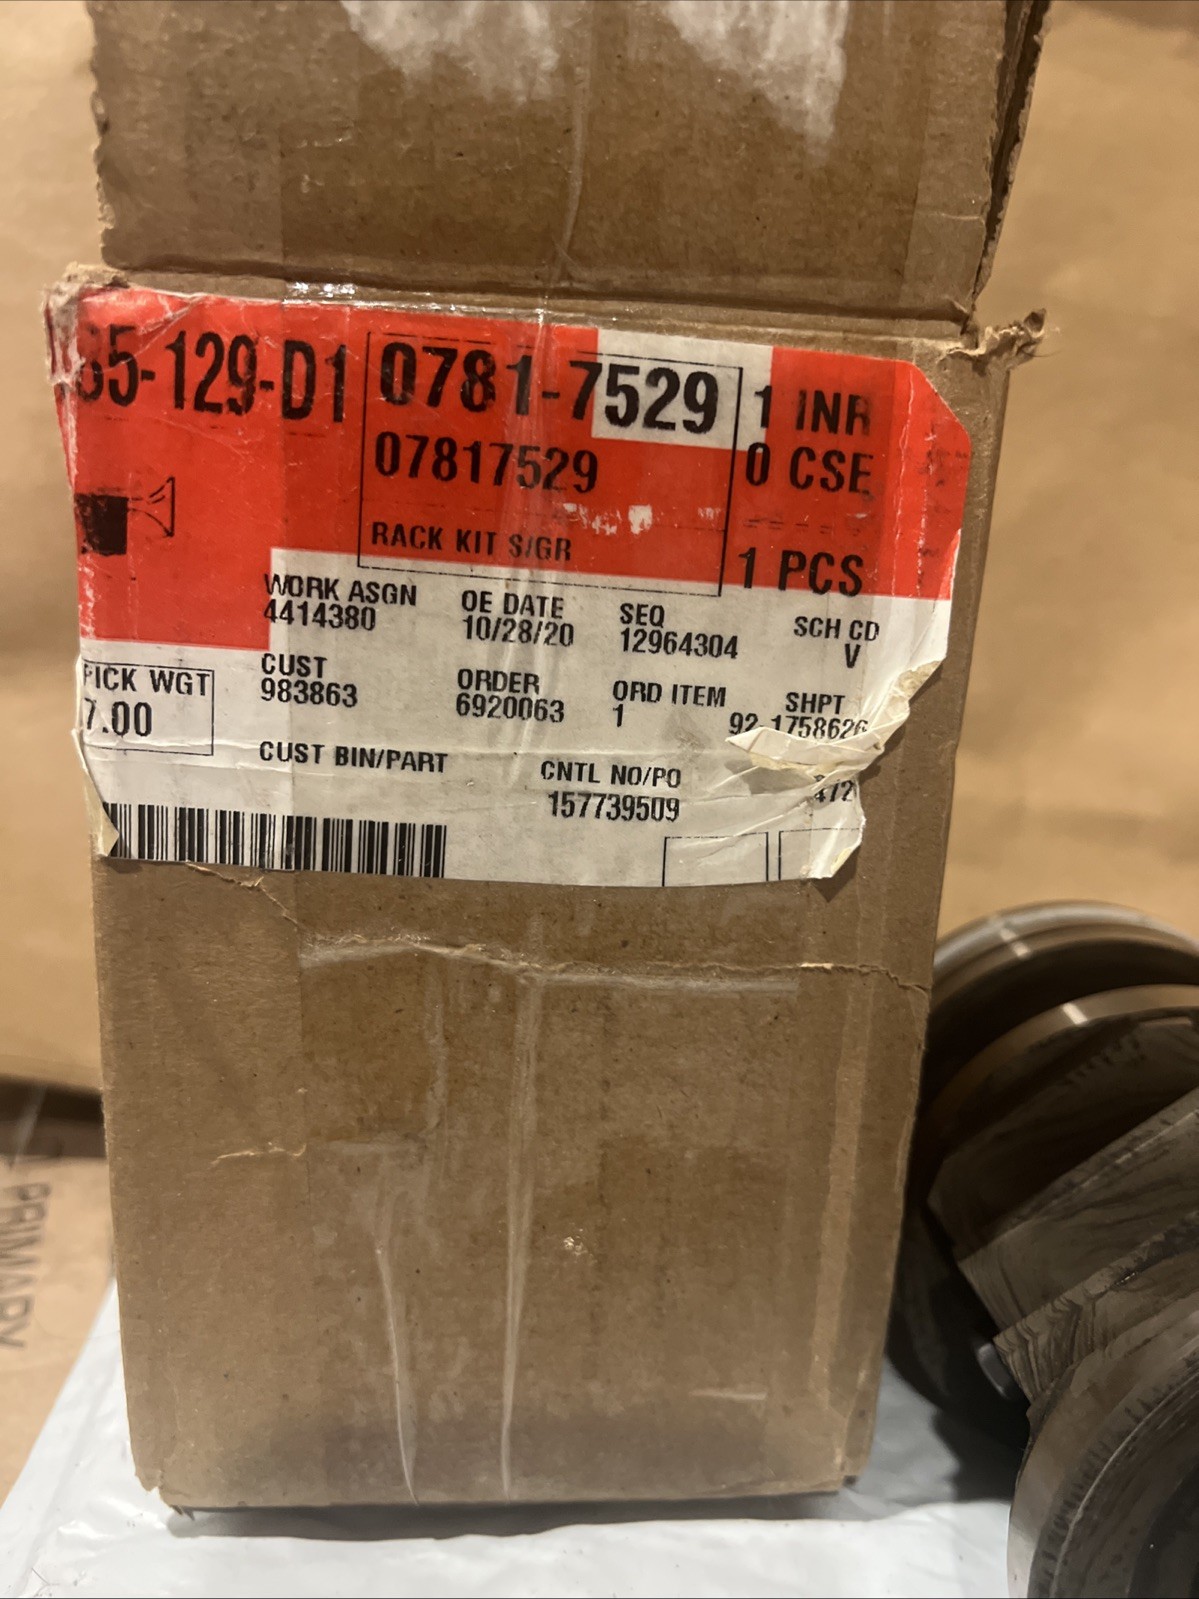 35-129-D1
0781-7529
1 INR
07817529
0 CSE
RACK KIT S/GR
1 PCS
WORK ASGN
4414380
OE DATE
10/28/20
SEQ
12964304
SCH CD
V
PICK WGT
7.00
CUST
983863
ORDER
6920063
ORD ITEM
1
SHPT
92-1758626
CUST BIN/PART
CNTL NO/PO
157739509
PRIMARY